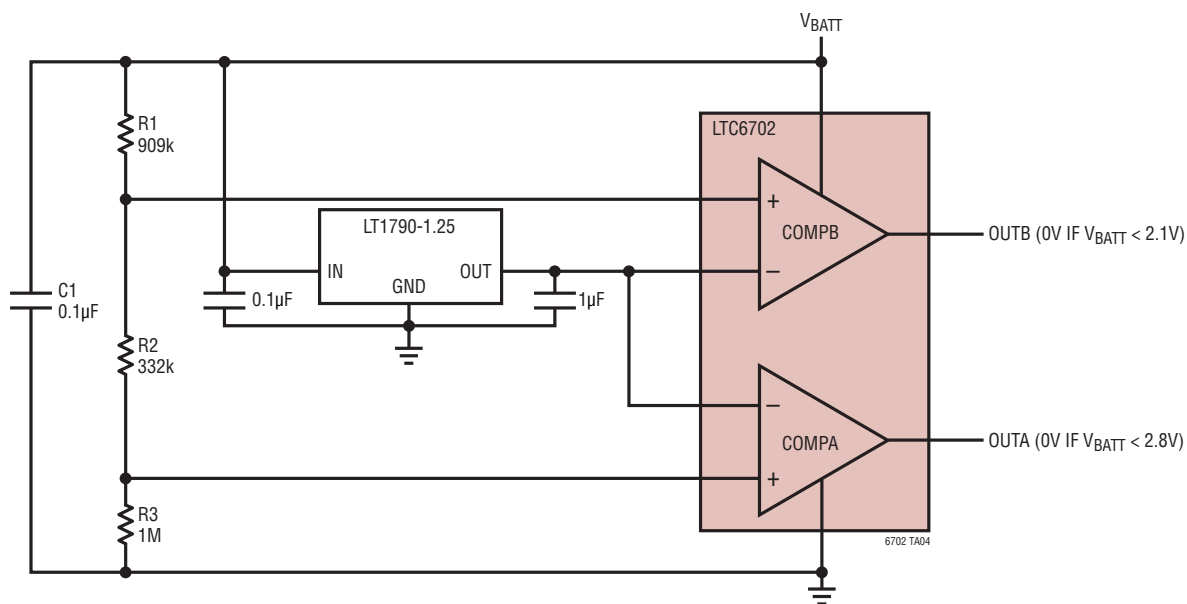 VBATT
R1
909k
LTC6702
+
COMPB
−
OUTB (0V IF VBATT < 2.1V)
LT1790-1.25
IN
OUT
GND
0.1µF
1µF
C1
0.1µF
R2
332k
−
COMPA
+
OUTA (0V IF VBATT < 2.8V)
R3
1M
6702 TA04